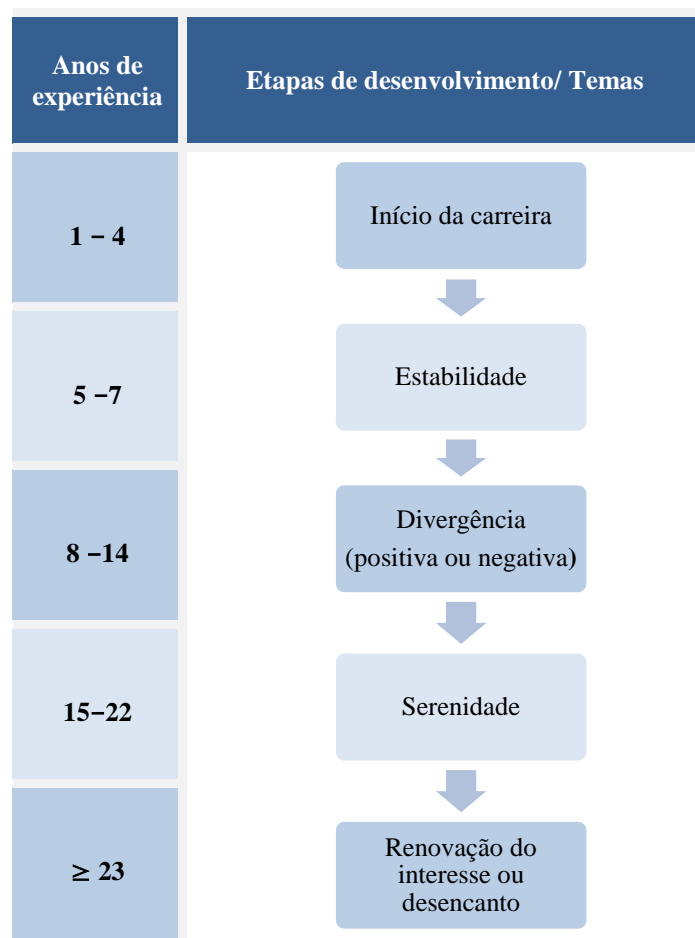 Anos de
experiência
Etapas de desenvolvimento/ Temas
1 – 4
Início da carreira
5 –7
Estabilidade
8 –14
Divergência
(positiva ou negativa)
15–22
Serenidade
≥ 23
Renovação do
interesse ou
desencanto